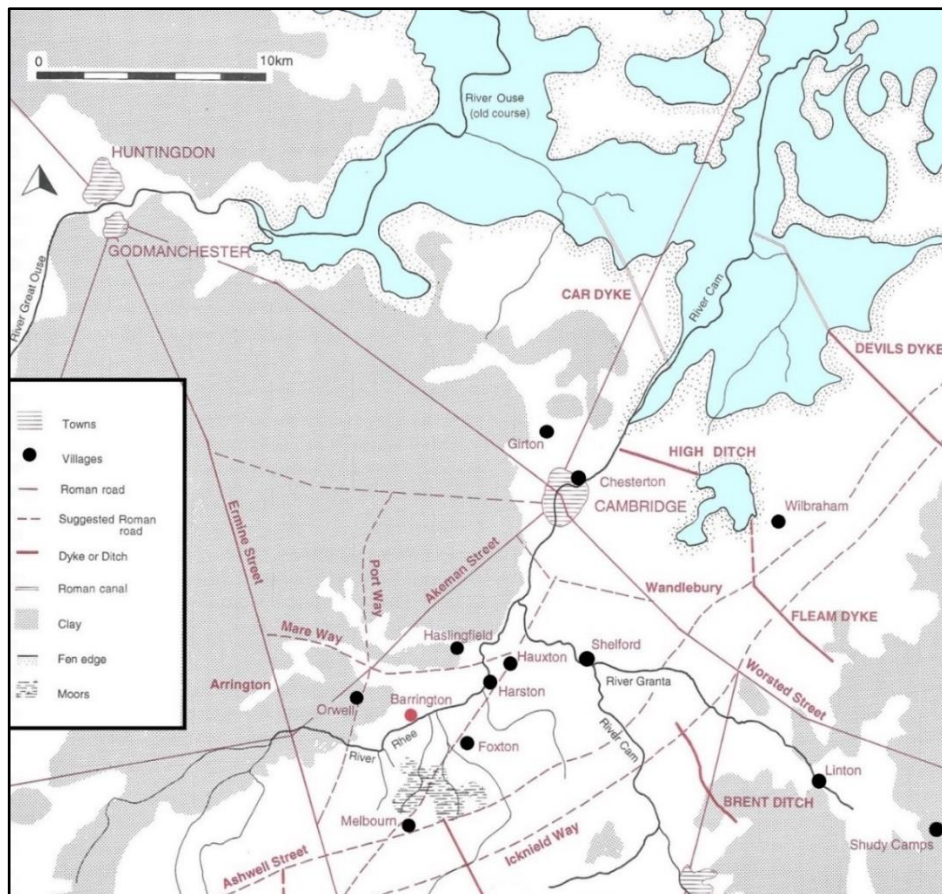 0
10km
River Ouse
(old course)
HUNTINGDON
GODMANCHESTER
River Great Ouse
CAR DYKE
River Cam
DEVILS DYKE
Girton
HIGH DITCH
Chesterton
CAMBRIDGE
Wilbraham
Towns
Villages
Roman road
Suggested Roman
road
Dyke or Ditch
Roman canal
Clay
Fen edge
Moors
Ermine Street
Port Way
Akeman Street
Wandlebury
FLEAM DYKE
Mare Way
Haslingfield
Hauxton
Shelford
Worsted Street
Arrington
Harston
River Granta
Orwell
Barrington
River
Rhee
Foxton
River Cam
Linton
BRENT DITCH
Melbourn
Shudy Camps
Ashwell Street
Icknield Way